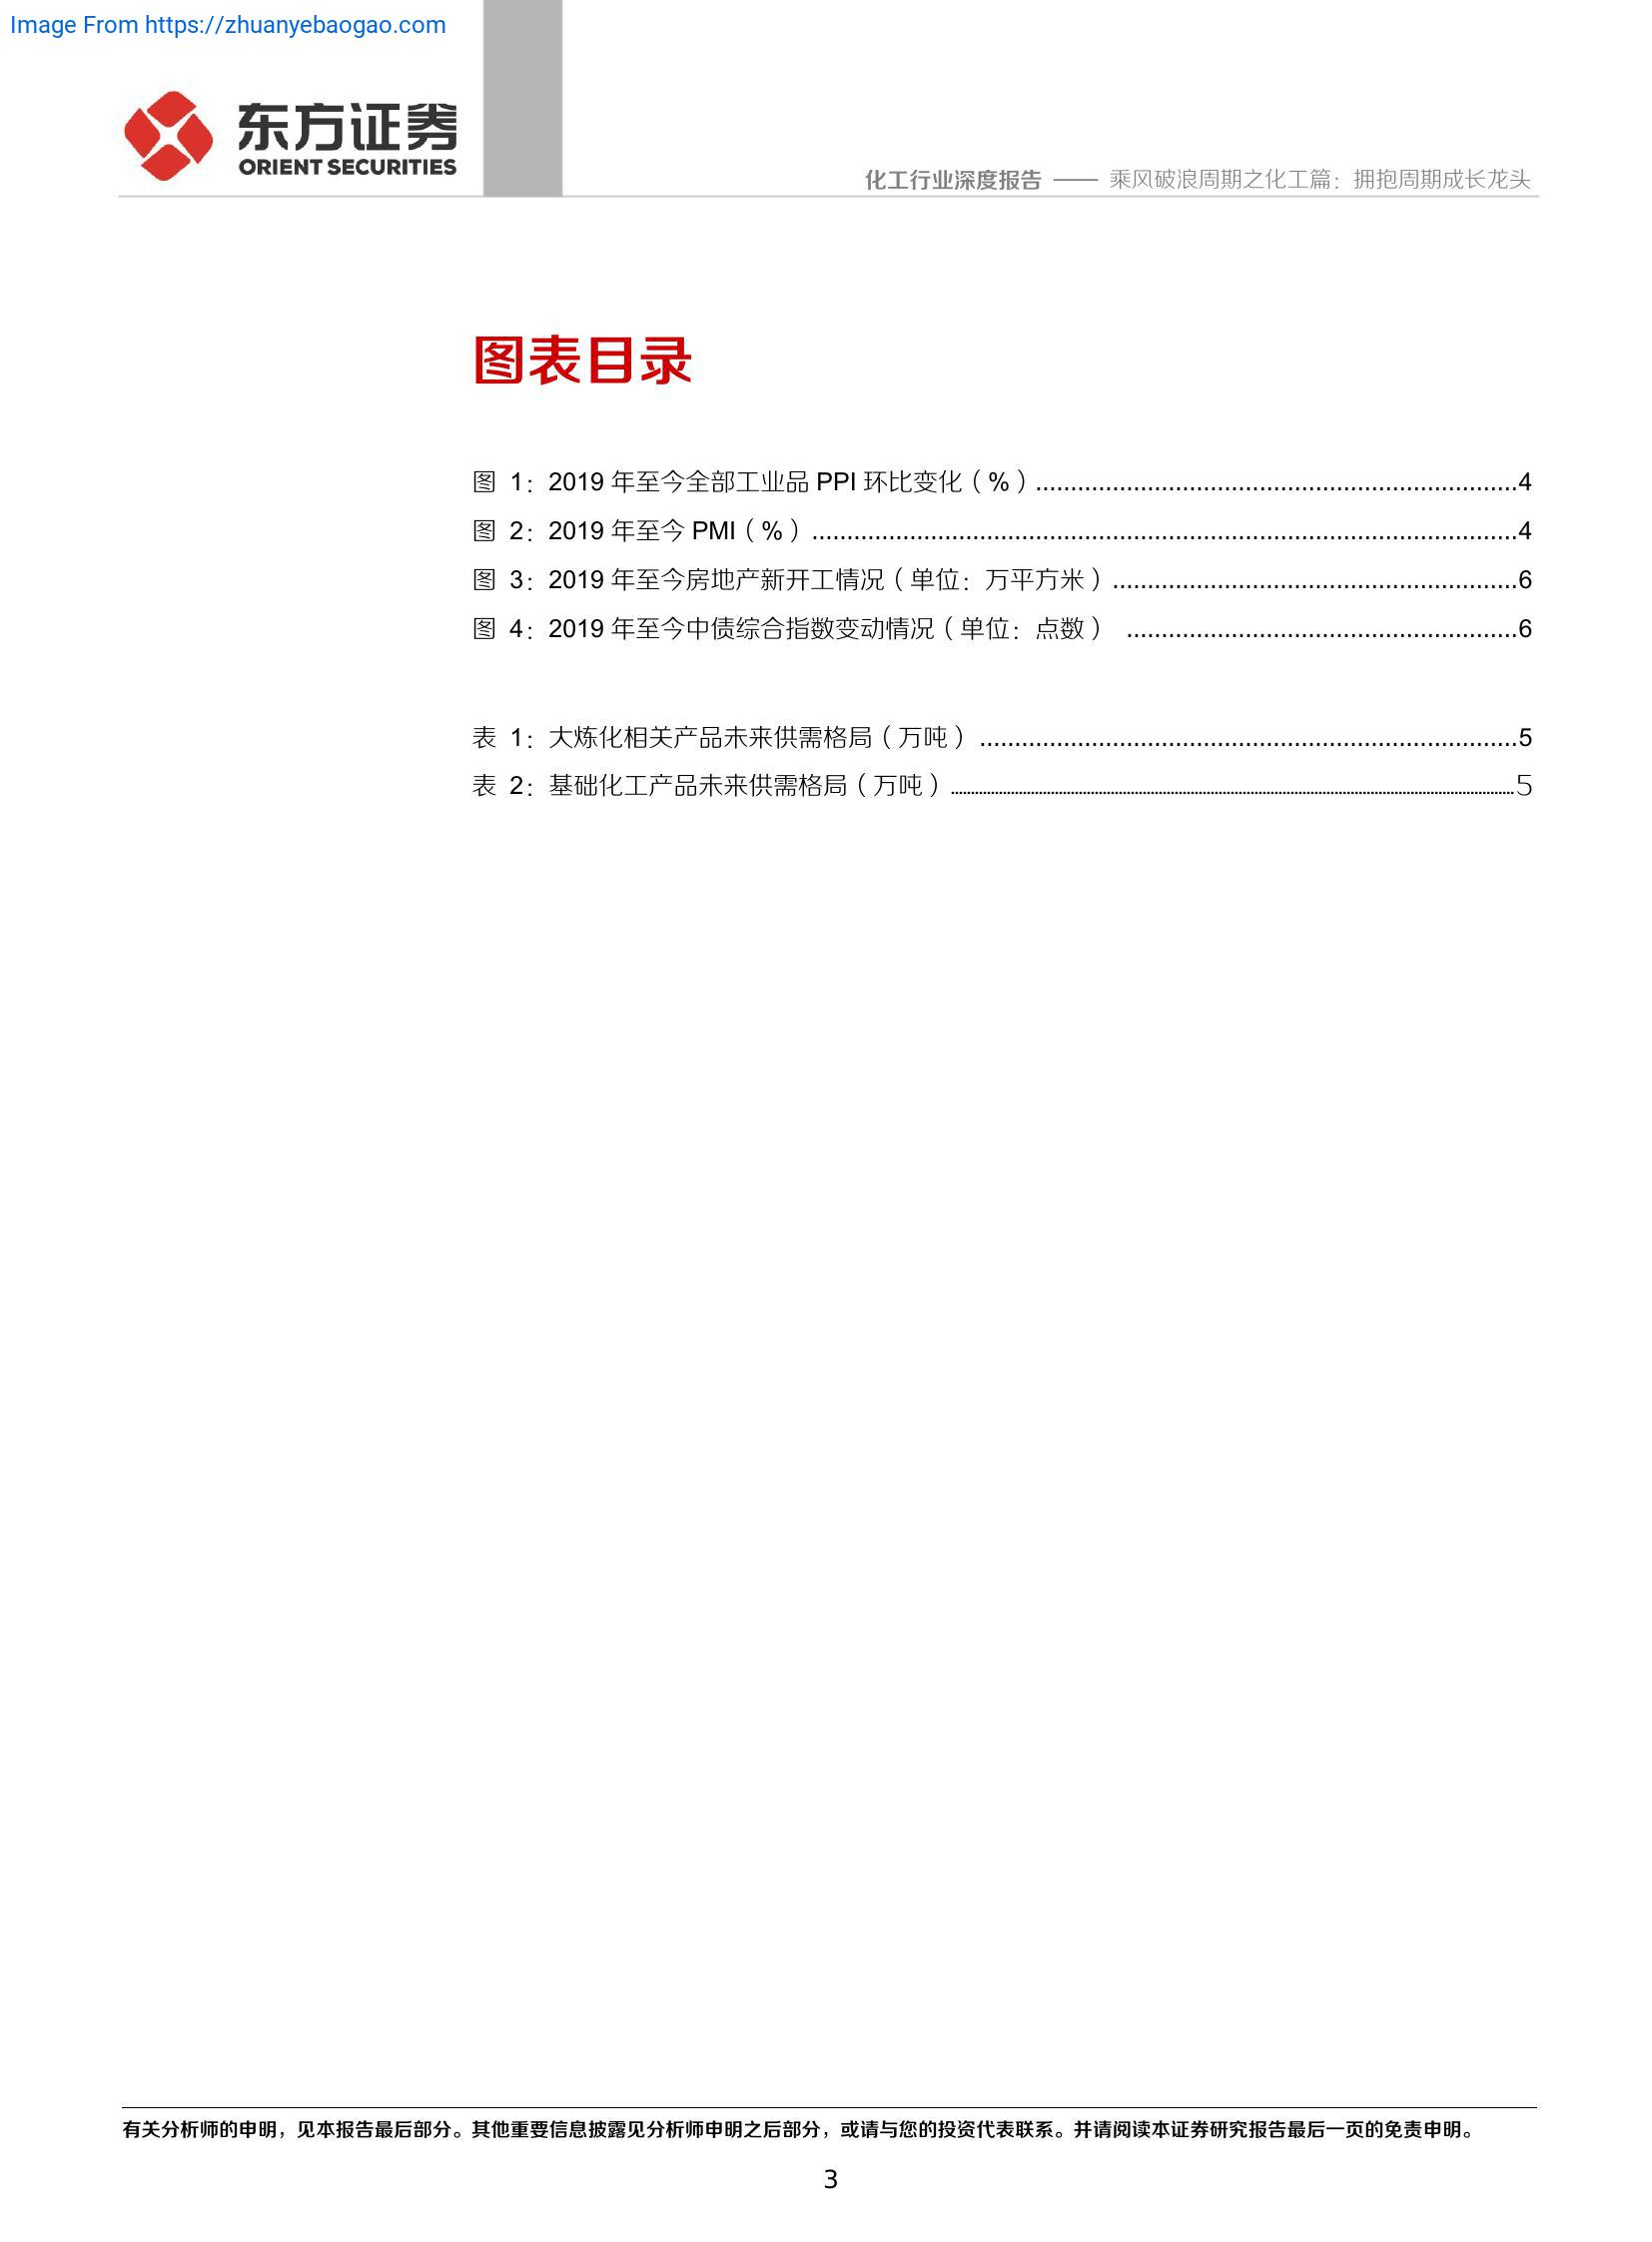 Image From https://zhuanyebaogao.com
东方证券
ORIENT SECURITIES
化工行业深度报告 —— 乘风破浪周期之化工篇：拥抱周期成长龙头
图表目录
图 1：2019 年至今全部工业品 PPI 环比变化（%）......................................................................4
图 2：2019 年至今 PMI（%）......................................................................................................4
图 3：2019 年至今房地产新开工情况（单位：万平方米）..........................................................6
图 4：2019 年至今中债综合指数变动情况（单位：点数） ........................................................6
表 1：大炼化相关产品未来供需格局（万吨）.............................................................................5
表 2：基础化工产品未来供需格局（万吨）.................................................................................5
有关分析师的申明，见本报告最后部分。其他重要信息披露见分析师申明之后部分，或请与您的投资代表联系。并请阅读本证券研究报告最后一页的免责申明。
3